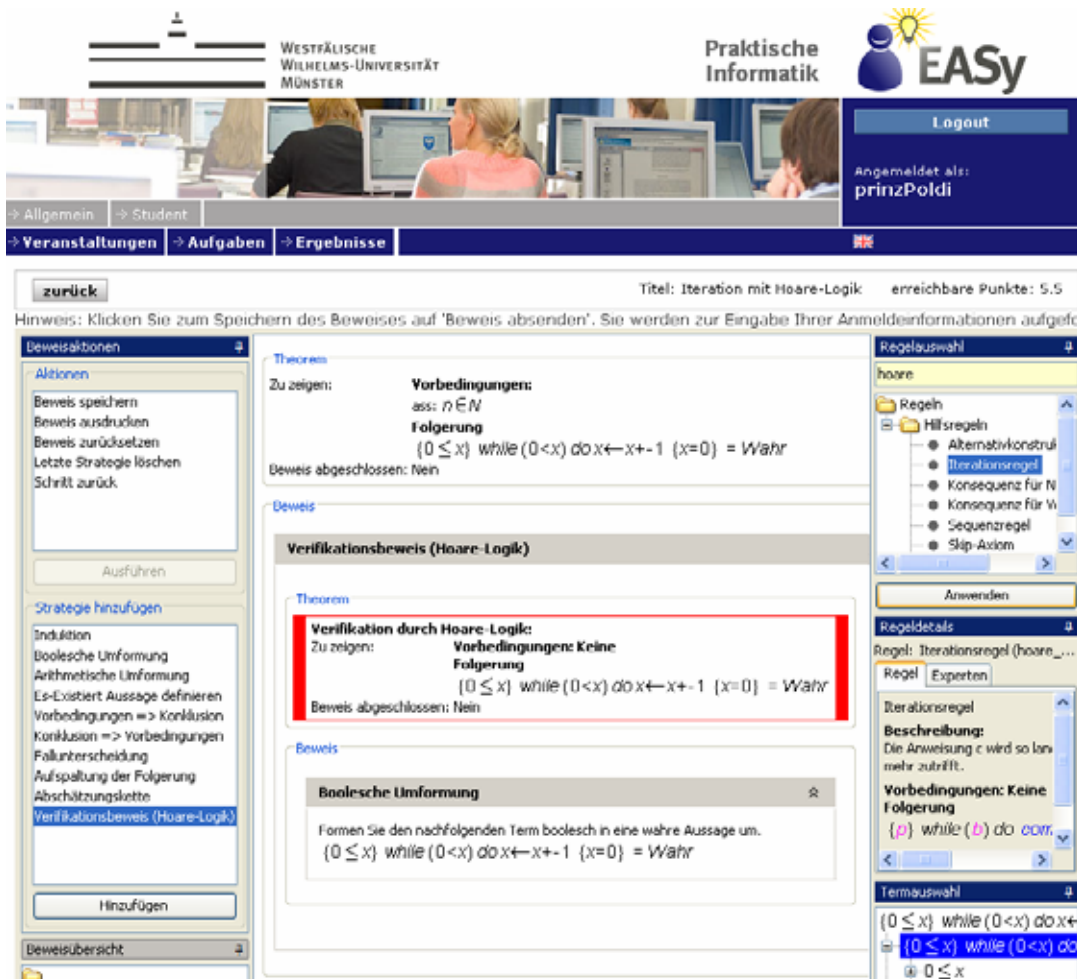 WESTFÄLISCHE
WILHELMS-UNIVERSITÄT
MÜNSTER
Praktische
Informatik
EASy
Logout
Angemeldet als:
prinzPoldi
Allgemein
Student
Veranstaltungen
Aufgaben
Ergebnisse
zurück
Titel: Iteration mit Hoare-Logik
erreichbare Punkte: 5.5
Hinweis: Klicken Sie zum Speichern des Beweises auf 'Beweis absenden'. Sie werden zur Eingabe Ihrer Anmeldeinformationen aufgefo
Beweisaktionen
Aktionen
Beweis speichern
Beweis ausdrucken
Beweis zurücksetzen
Letzte Strategie löschen
Schritt zurück
Ausführen
Strategie hinzufügen
Induktion
Boolesche Umformung
Arithmetische Umformung
Es-Existiert Aussage definieren
Vorbedingungen => Konklusion
Konklusion => Vorbedingungen
Fallunterscheidung
Aufspaltung der Folgerung
Abschätzungskette
Verifikationsbeweis (Hoare-Logik)
Hinzufügen
Beweisübersicht
Theorem
Zu zeigen: Vorbedingungen:
ass: n∈N
Folgerung
{0 ≤ x} while (0<x) do x←x+-1 {x=0} = Wahr
Beweis abgeschlossen: Nein
Beweis
Verifikationsbeweis (Hoare-Logik)
Theorem
Verifikation durch Hoare-Logik:
Zu zeigen: Vorbedingungen: Keine
Folgerung
{0 ≤ x} while (0<x) do x←x+-1 {x=0} = Wahr
Beweis abgeschlossen: Nein
Beweis
Boolesche Umformung
Formen Sie den nachfolgenden Term boolesch in eine wahre Aussage um.
{0 ≤ x} while (0<x) do x←x+-1 {x=0} = Wahr
Regelauswahl
hoare
Regeln
Hilfsregeln
Alternativkonstruk
Iterationsregel
Konsequenz für N
Konsequenz für V
Sequenzregel
Skip-Axiom
Anwenden
Regeldetails
Regel: Iterationsregel (hoare_...
Regel
Experten
Iterationsregel
Beschreibung:
Die Anweisung c wird so lan
mehr zutrifft.
Vorbedingungen: Keine
Folgerung
{p} while (b) do com
Termauswahl
{0 ≤ x} while (0<x) do x←
{0 ≤ x} while (0<x) do
0 ≤ x